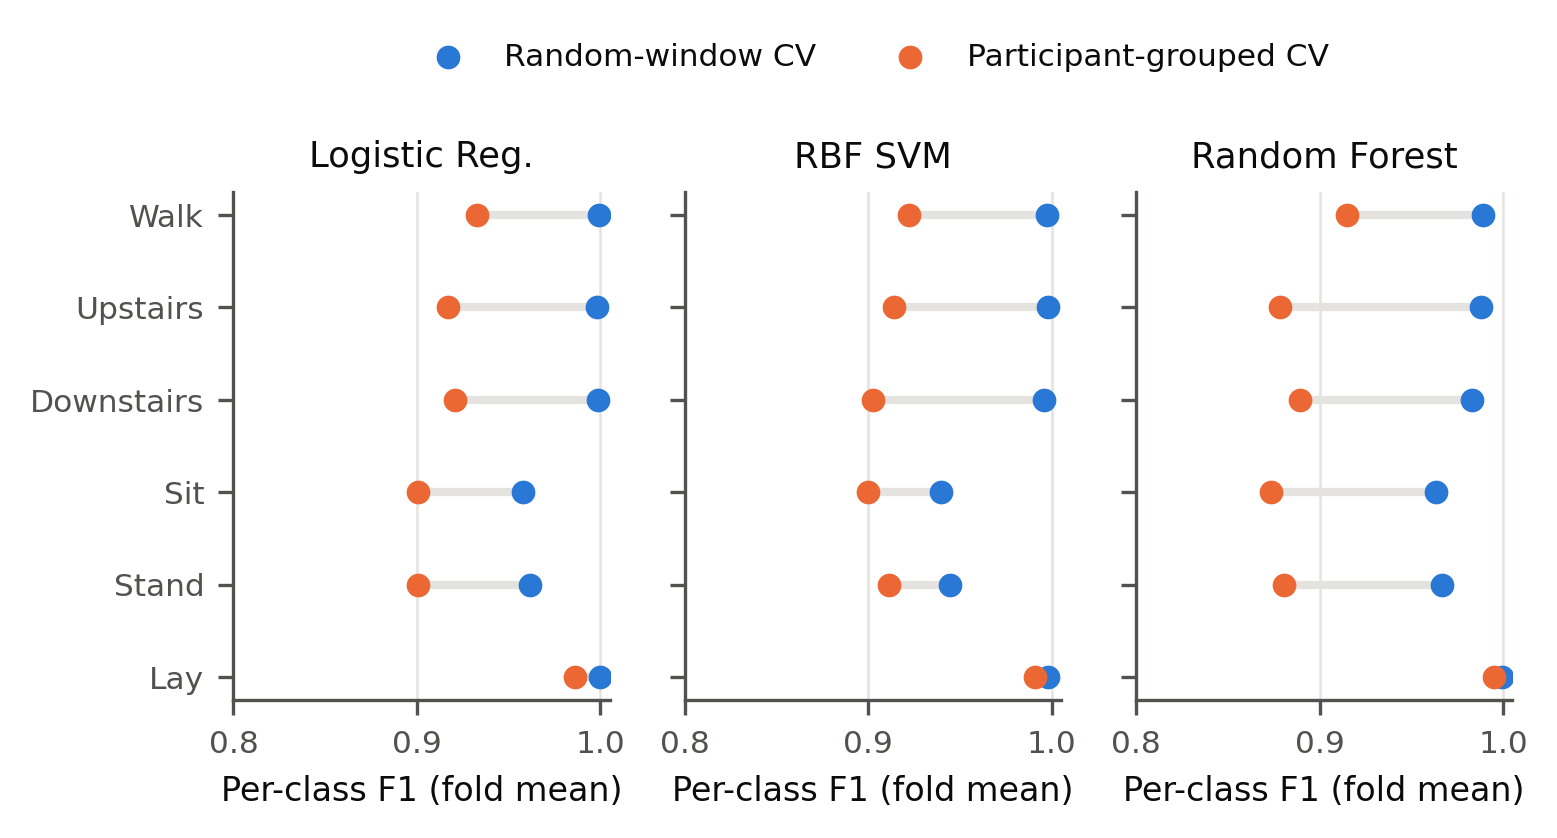 Random-window CV Participant-grouped CV
Logistic Reg. RBF SVM Random Forest
Walk
Upstairs
Downstairs
Sit
Stand
Lay
0.8 0.9 1.0 0.8 0.9 1.0 0.8 0.9 1.0
Per-class F1 (fold mean) Per-class F1 (fold mean) Per-class F1 (fold mean)